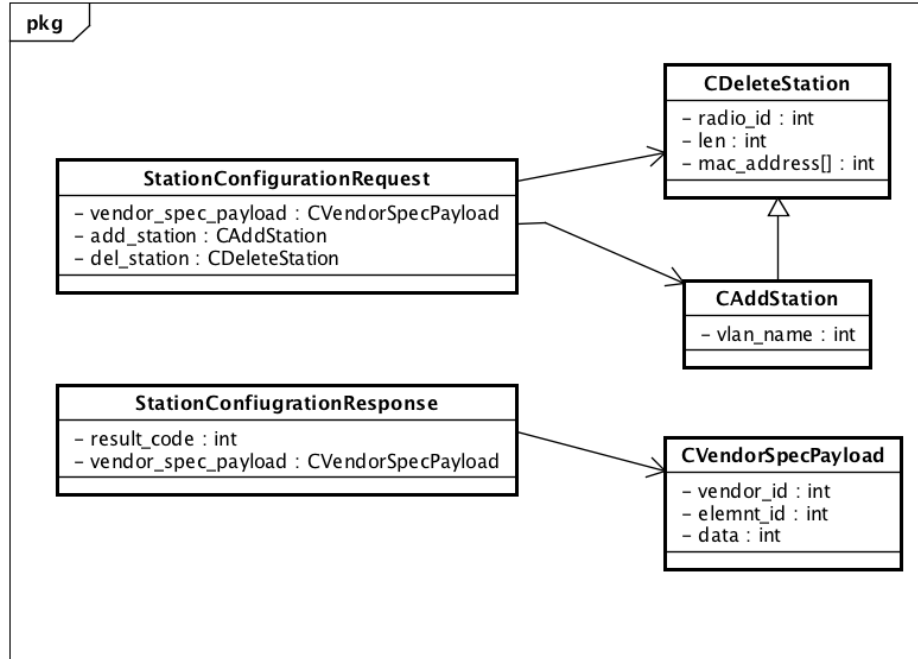 pkg
CDeleteStation
– radio_id : int
– len : int
– mac_address[] : int
StationConfigurationRequest
– vendor_spec_payload : CVendorSpecPayload
– add_station : CAddStation
– del_station : CDeleteStation
CAddStation
– vlan_name : int
StationConfiugrationResponse
– result_code : int
– vendor_spec_payload : CVendorSpecPayload
CVendorSpecPayload
– vendor_id : int
– elemnt_id : int
– data : int